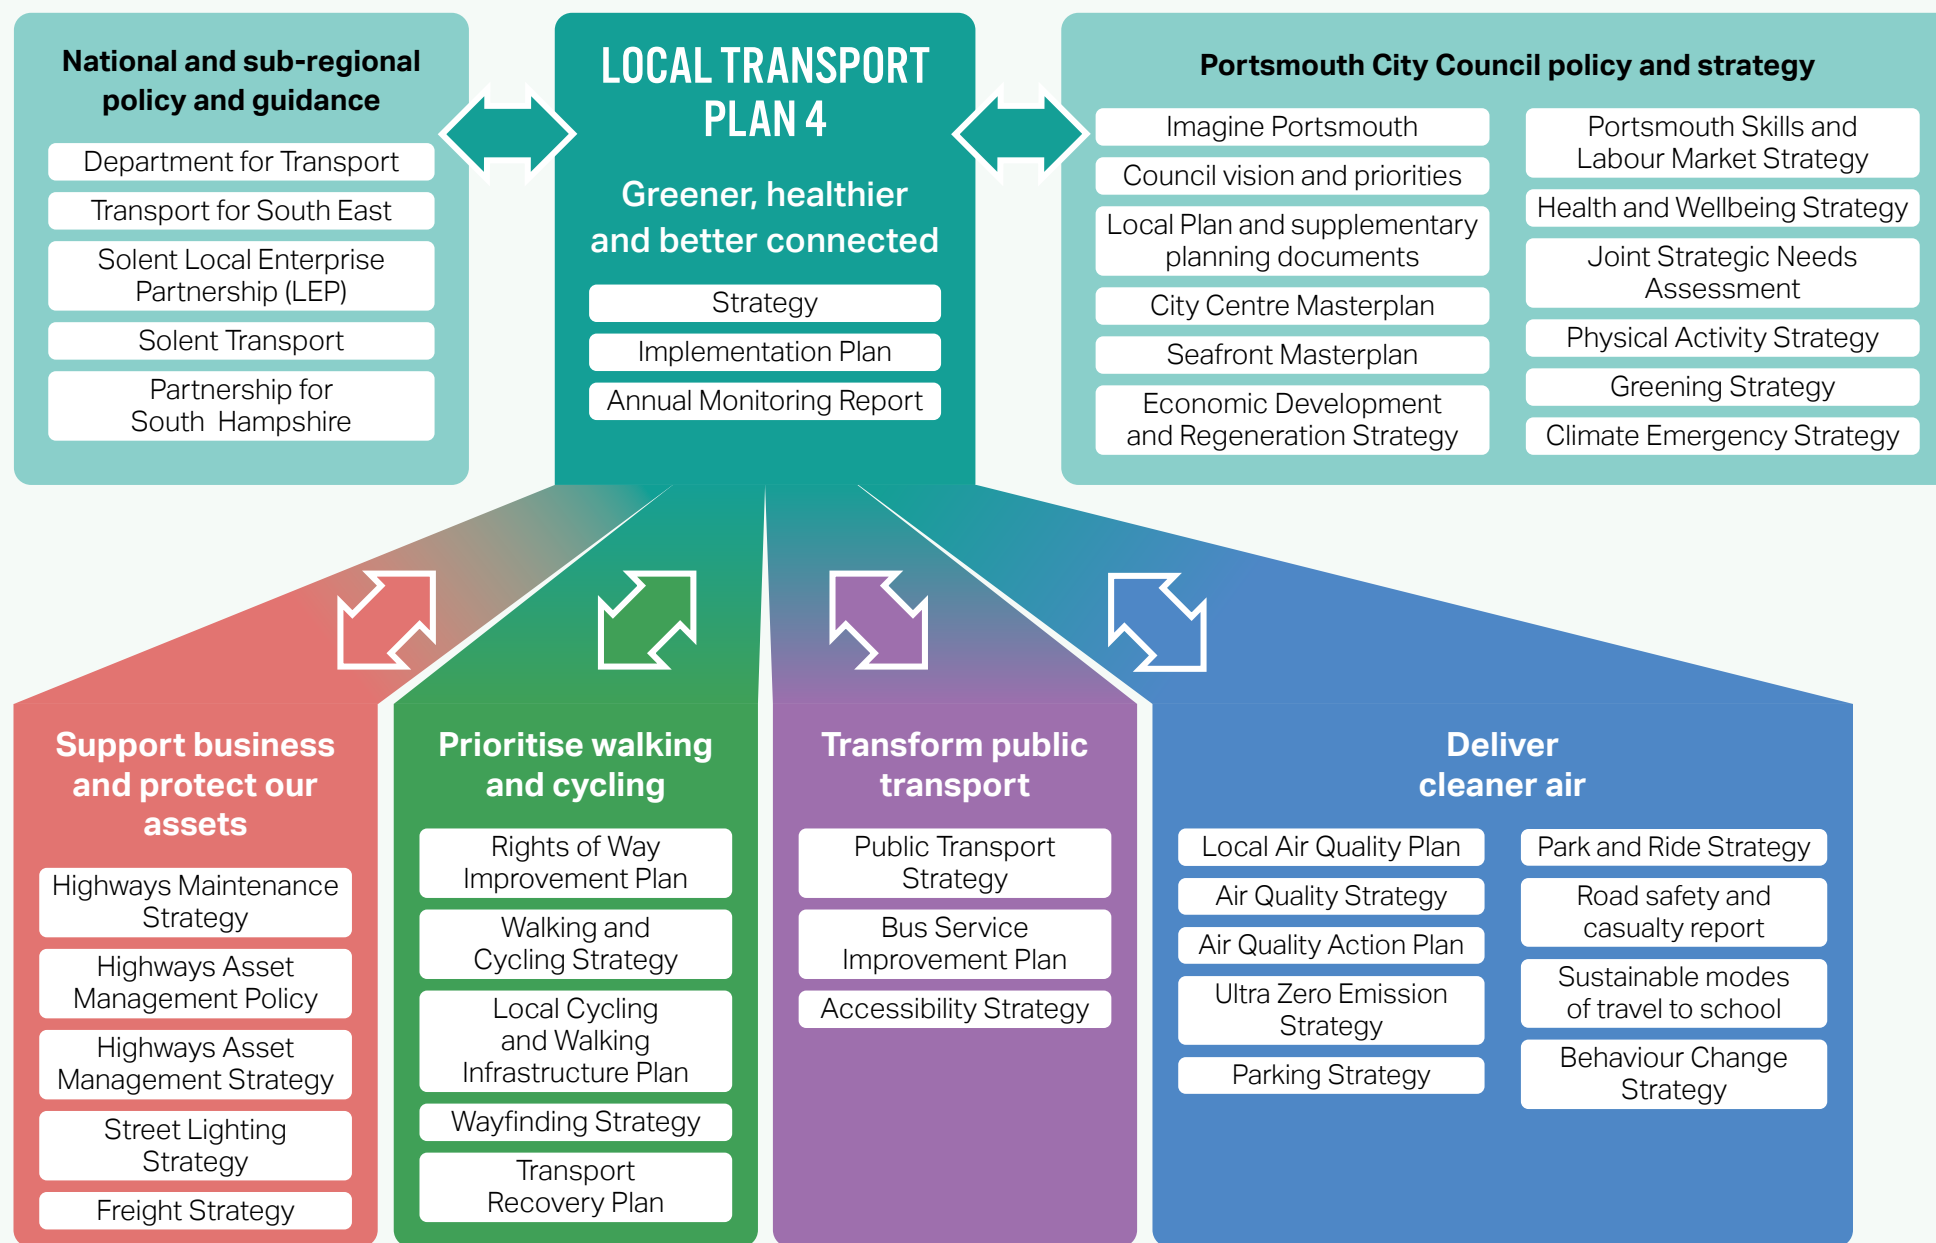 National and sub-regional
policy and guidance
Department for Transport
Transport for South East
Solent Local Enterprise
Partnership (LEP)
Solent Transport
Partnership for
South Hampshire
LOCAL TRANSPORT
PLAN 4
Greener, healthier
and better connected
Strategy
Implementation Plan
Annual Monitoring Report
Portsmouth City Council policy and strategy
Imagine Portsmouth
Council vision and priorities
Local Plan and supplementary
planning documents
City Centre Masterplan
Seafront Masterplan
Economic Development
and Regeneration Strategy
Portsmouth Skills and
Labour Market Strategy
Health and Wellbeing Strategy
Joint Strategic Needs
Assessment
Physical Activity Strategy
Greening Strategy
Climate Emergency Strategy
Support business
and protect our
assets
Highways Maintenance
Strategy
Highways Asset
Management Policy
Highways Asset
Management Strategy
Street Lighting
Strategy
Freight Strategy
Prioritise walking
and cycling
Rights of Way
Improvement Plan
Walking and
Cycling Strategy
Local Cycling
and Walking
Infrastructure Plan
Wayfinding Strategy
Transport
Recovery Plan
Transform public
transport
Public Transport
Strategy
Bus Service
Improvement Plan
Accessibility Strategy
Deliver
cleaner air
Local Air Quality Plan
Air Quality Strategy
Air Quality Action Plan
Ultra Zero Emission
Strategy
Parking Strategy
Park and Ride Strategy
Road safety and
casualty report
Sustainable modes
of travel to school
Behaviour Change
Strategy